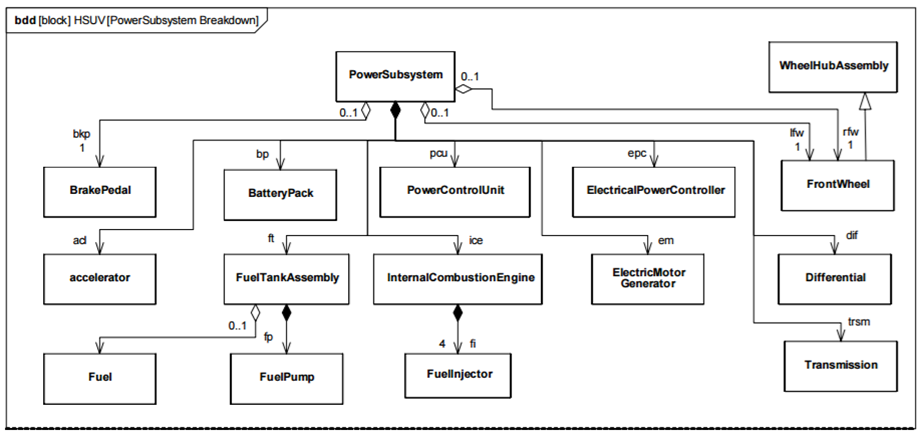 bdd [block] HSUV [PowerSubsystem Breakdown]
PowerSubsystem
WheelHubAssembly
0..1
0..1
0..1
bkp
1
lfw
1
rfw
1
bp
pcu
epc
BrakePedal
BatteryPack
PowerControlUnit
ElectricalPowerController
FrontWheel
acl
ft
ice
em
dif
accelerator
FuelTankAssembly
InternalCombustionEngine
ElectricMotor
Generator
Differential
0..1
fp
4
fi
trsm
Fuel
FuelPump
FuelInjector
Transmission